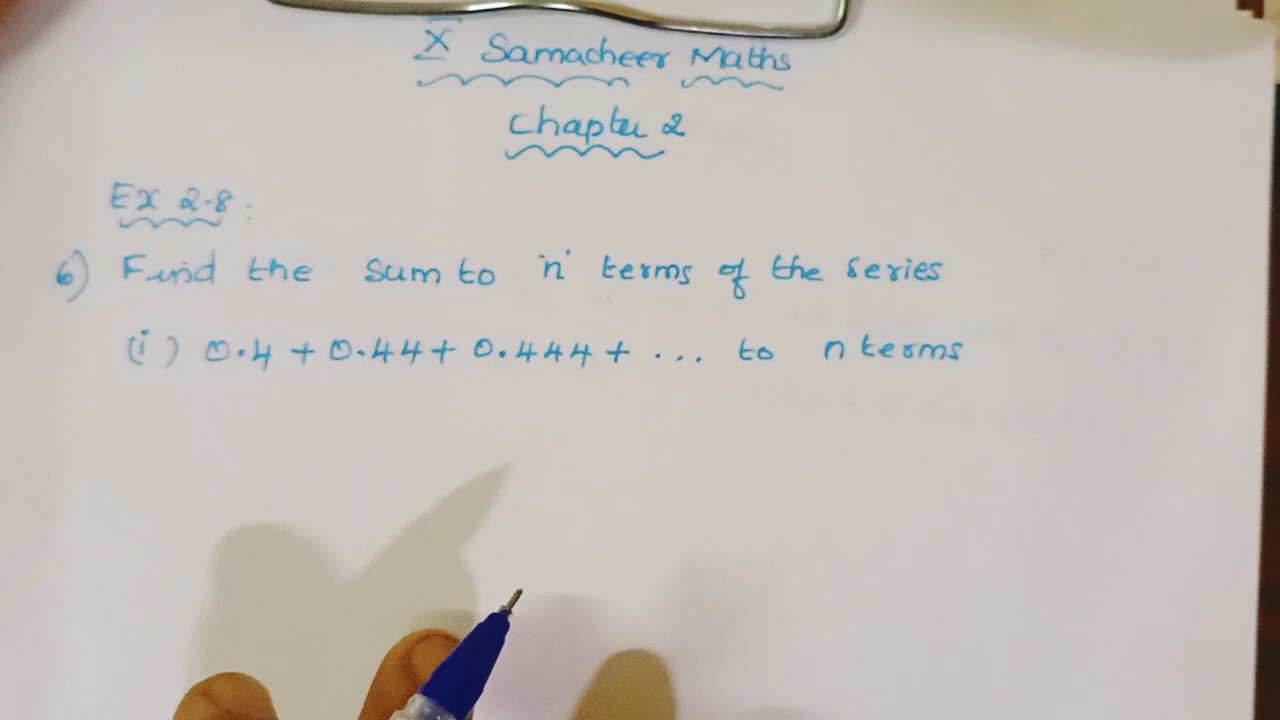 X Samacheer Maths
Chapter 2
Ex 2.8:
6) Find the sum to 'n' terms of the series
(i) 0.4 + 0.44 + 0.444 + ... to n terms